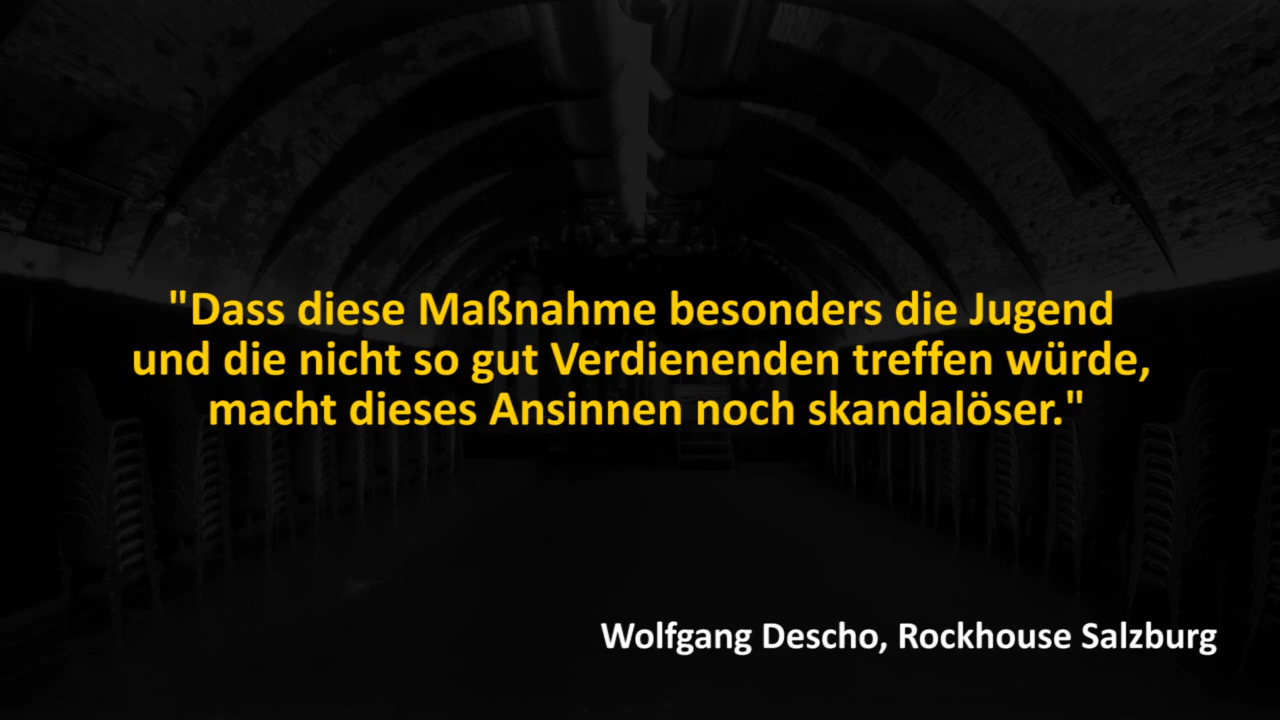 "Dass diese Maßnahme besonders die Jugend
und die nicht so gut Verdienenden treffen würde,
macht dieses Ansinnen noch skandalöser."
Wolfgang Descho, Rockhouse Salzburg